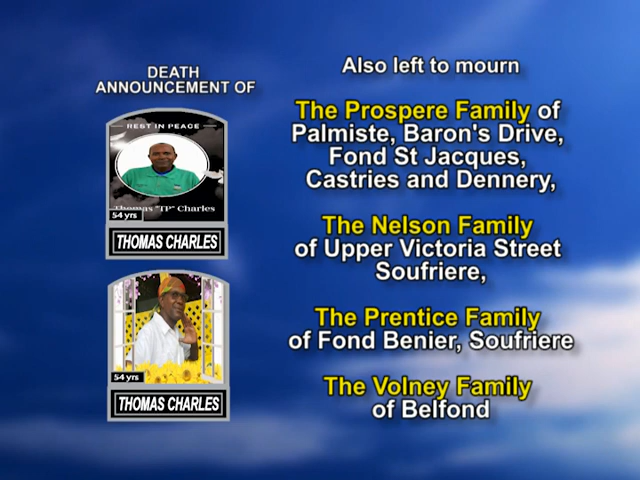 DEATH
ANNOUNCEMENT OF
REST IN PEACE
Thomas "TP" Charles
54 yrs
THOMAS CHARLES
54 yrs
THOMAS CHARLES
Also left to mourn
The Prospere Family of
Palmiste, Baron's Drive,
Fond St Jacques,
Castries and Dennery,
The Nelson Family
of Upper Victoria Street
Soufriere,
The Prentice Family
of Fond Benier, Soufriere
The Volney Family
of Belfond